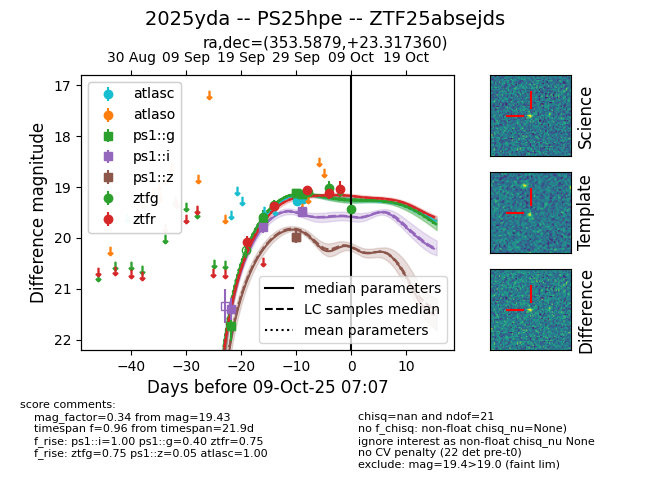 2025yda -- PS25hpe -- ZTF25absejds
ra,dec=(353.5879,+23.317360)
30 Aug 09 Sep 19 Sep 29 Sep 09 Oct 19 Oct
17
18
19
20
21
22
Difference magnitude
atlasc
atlaso
ps1::g
ps1::i
ps1::z
ztfg
ztfr
median parameters
LC samples median
mean parameters
−40 −30 −20 −10 0 10
Days before 09-Oct-25 07:07
Science
Template
Difference
score comments:
mag_factor=0.34 from mag=19.43
timespan f=0.96 from timespan=21.9d
f_rise: ps1::i=1.00 ps1::g=0.40 ztfr=0.75
f_rise: ztfg=0.75 ps1::z=0.05 atlasc=1.00
chisq=nan and ndof=21
no f_chisq: non-float chisq_nu=None)
ignore interest as non-float chisq_nu None
no CV penalty (22 det pre-t0)
exclude: mag=19.4>19.0 (faint lim)